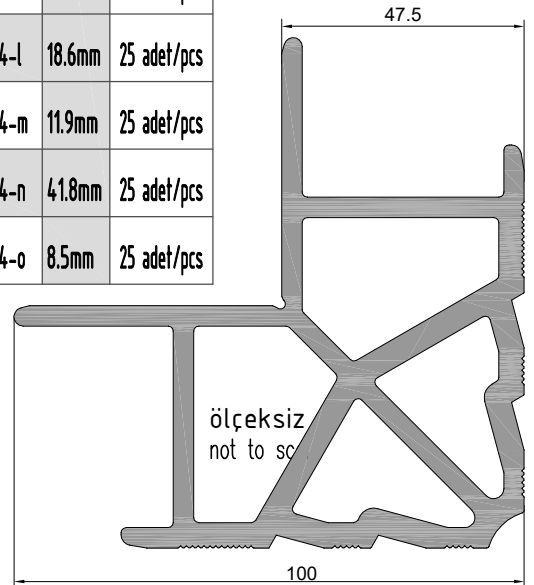 47.5
4-l 18.6mm 25 adet/pcs
4-m 11.9mm 25 adet/pcs
4-n 41.8mm 25 adet/pcs
4-o 8.5mm 25 adet/pcs
ölçeksiz
not to sc
100